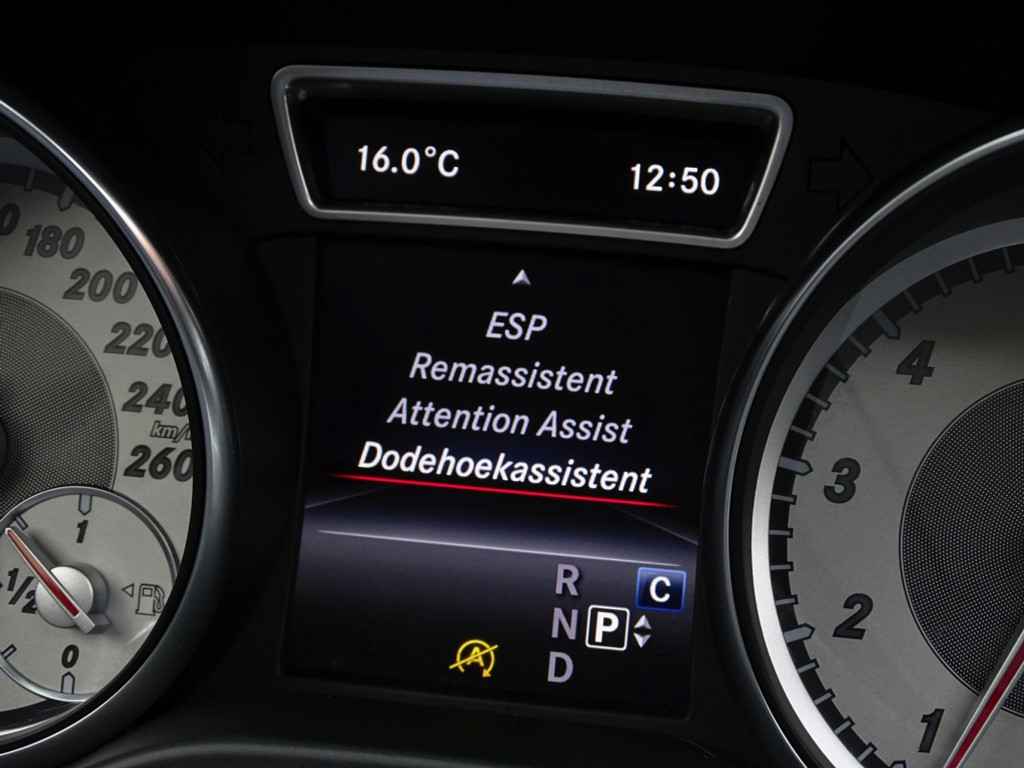 16.0°C 12:50
ESP
Remassistent
Attention Assist
Dodehoekassistent
R C
N P
D
A
180
200
220
240
km/
260
1
1/2
0
4
3
2
1